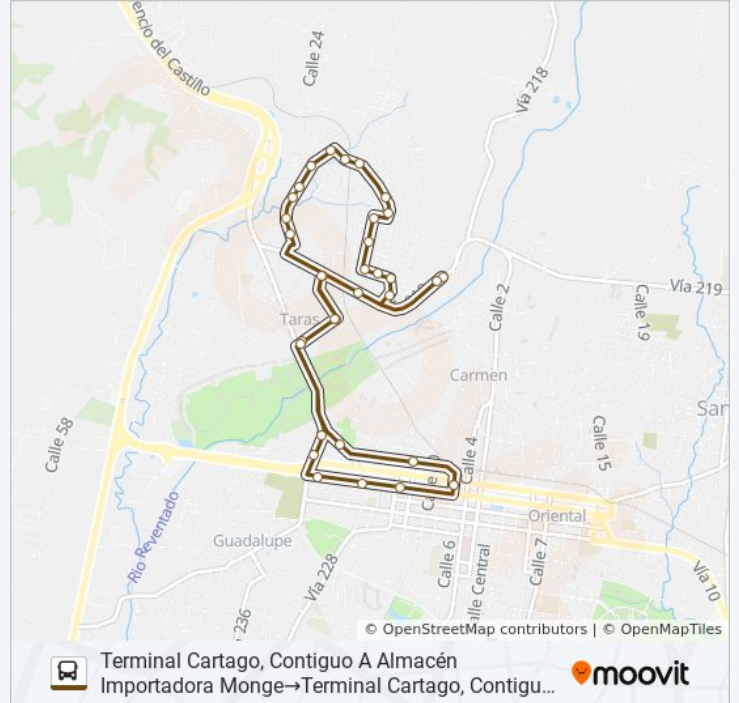 encio del Castillo
Calle 24
Vía 218
Vía 219
Calle 2
Calle 19
Taras
Carmen
San
Calle 58
Calle 4
Calle 15
Río Reventado
Oriental
Guadalupe
Vía 228
Calle 6
alle Central
Calle 7
Vía 10
236
© OpenStreetMap contributors | © OpenMapTiles
Terminal Cartago, Contiguo A Almacén
Importadora Monge→Terminal Cartago, Contigu…
moovit